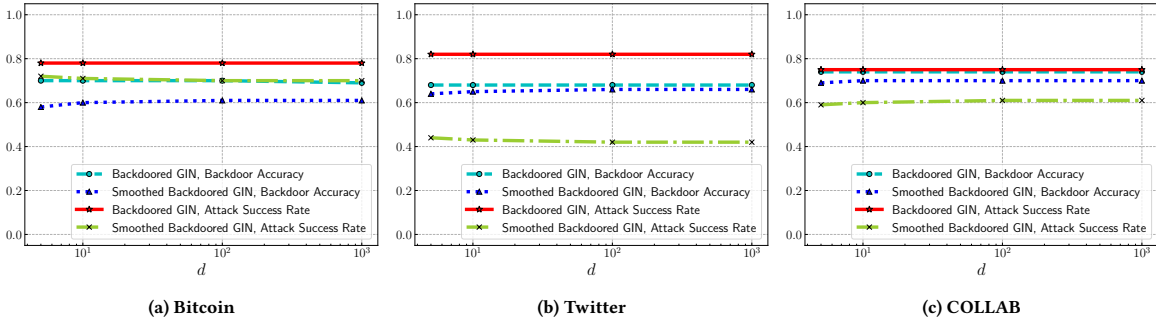 1.0
0.8
0.6
0.4
0.2
0.0
Backdoored GIN, Backdoor Accuracy
Smoothed Backdoored GIN, Backdoor Accuracy
Backdoored GIN, Attack Success Rate
Smoothed Backdoored GIN, Attack Success Rate
10¹ 10² 10³
d
(a) Bitcoin
1.0
0.8
0.6
0.4
0.2
0.0
Backdoored GIN, Backdoor Accuracy
Smoothed Backdoored GIN, Backdoor Accuracy
Backdoored GIN, Attack Success Rate
Smoothed Backdoored GIN, Attack Success Rate
10¹ 10² 10³
d
(b) Twitter
1.0
0.8
0.6
0.4
0.2
0.0
Backdoored GIN, Backdoor Accuracy
Smoothed Backdoored GIN, Backdoor Accuracy
Backdoored GIN, Attack Success Rate
Smoothed Backdoored GIN, Attack Success Rate
10¹ 10² 10³
d
(c) COLLAB